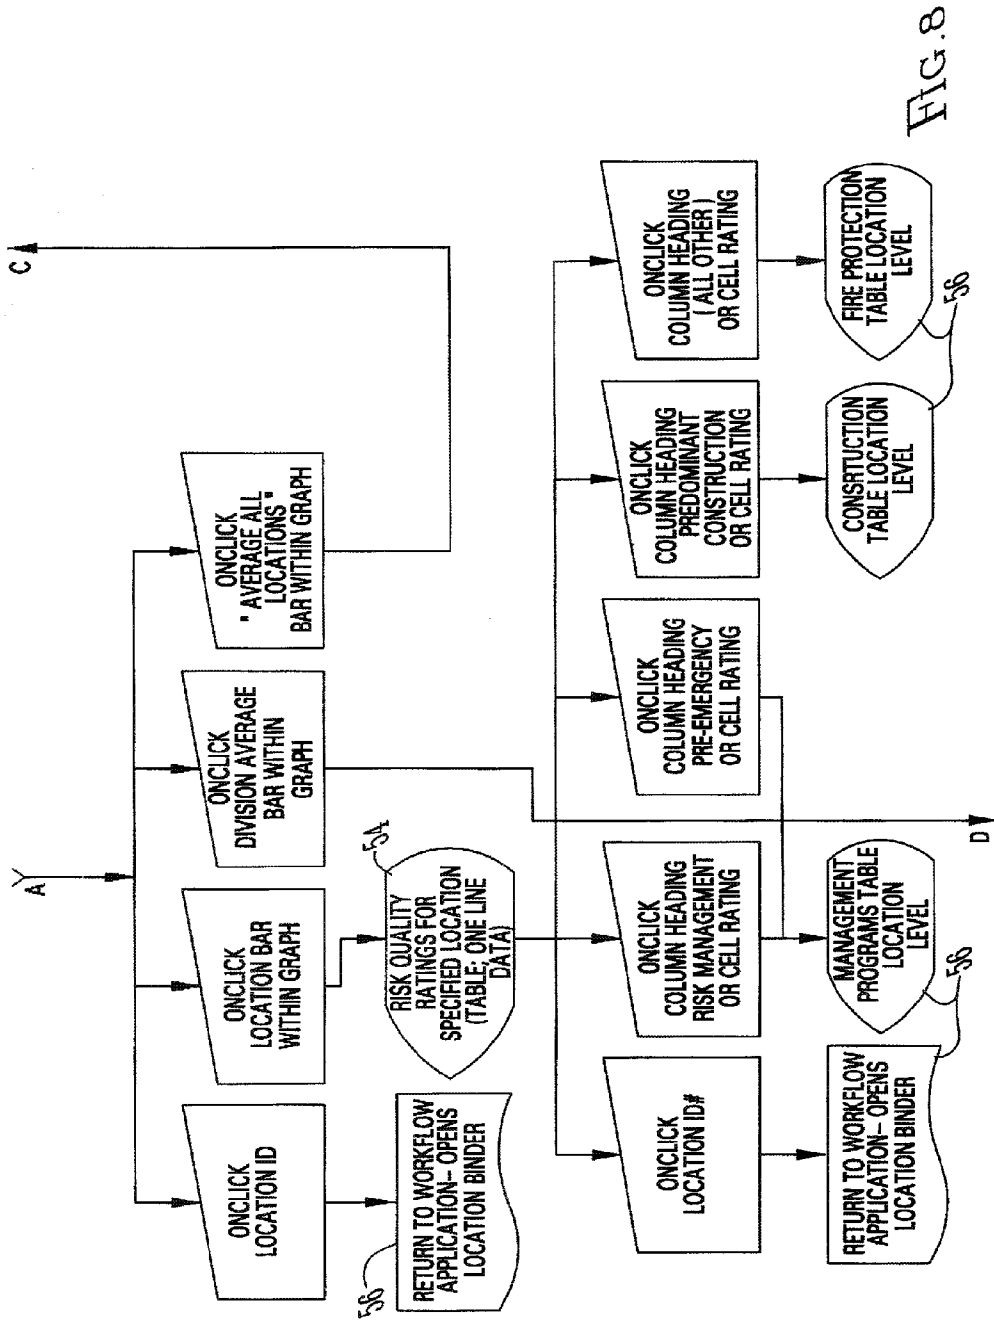 A
C
ONCLICK
LOCATION ID
ONCLICK
LOCATION BAR
WITHIN GRAPH
ONCLICK
DIVISION AVERAGE
BAR WITHIN
GRAPH
ONCLICK
" AVERAGE ALL
LOCATIONS "
BAR WITHIN GRAPH
56
RETURN TO WORKFLOW
APPLICATION– OPENS
LOCATION BINDER
54
RISK QUALITY
RATINGS FOR
SPECIFIED LOCATION
(TABLE; ONE LINE
DATA)
ONCLICK
LOCATION ID#
ONCLICK
COLUMN HEADING
RISK MANAGEMENT
OR CELL RATING
ONCLICK
COLUMN HEADING
PRE-EMERGENCY
OR CELL RATING
ONCLICK
COLUMN HEADING
PREDOMINANT
CONSTRUCTION
OR CELL RATING
ONCLICK
COLUMN HEADING
( ALL OTHER )
OR CELL RATING
RETURN TO WORKFLOW
APPLICATION– OPENS
LOCATION BINDER
MANAGEMENT
PROGRAMS TABLE
LOCATION
LEVEL
56
D
CONSRTUCTION
TABLE LOCATION
LEVEL
FIRE PROTECTION
TABLE LOCATION
LEVEL
56
FIG.8